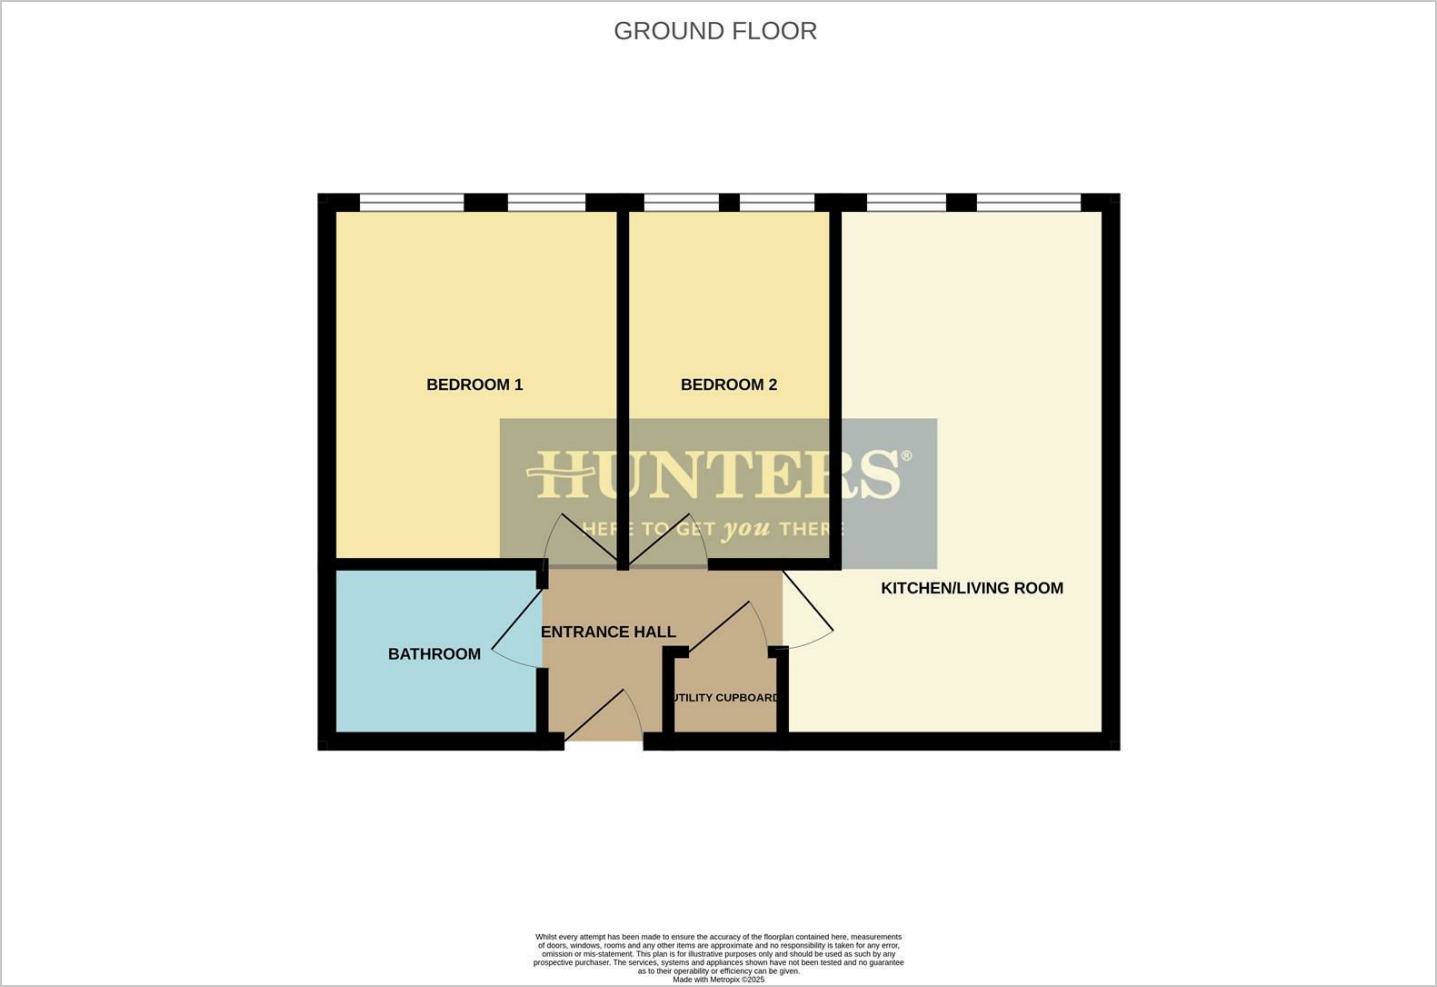 GROUND FLOOR
BEDROOM 1
BEDROOM 2
HUNTERS®
HERE TO GET you THERE
KITCHEN/LIVING ROOM
ENTRANCE HALL
BATHROOM
UTILITY CUPBOARD
Whilst every attempt has been made to ensure the accuracy of the floorplan contained here, measurements
of doors, windows, rooms and any other items are approximate and no responsibility is taken for any error,
omission or mis-statement. This plan is for illustrative purposes only and should be used as such by any
prospective purchaser. The services, systems and appliances shown have not been tested and no guarantee
as to their operability or efficiency can be given.
Made with Metropix ©2025